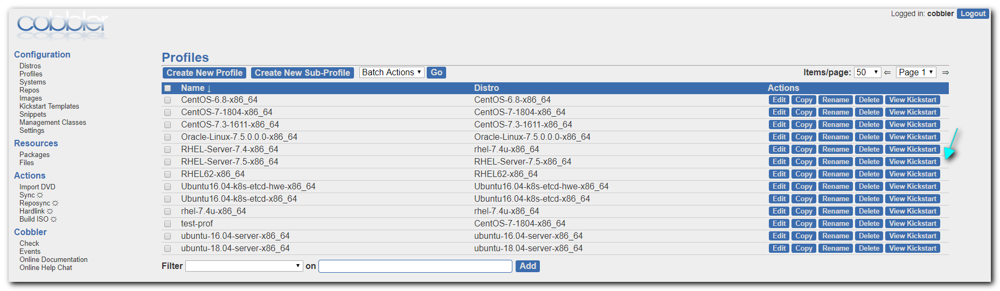 cobbler
Logged in: cobbler Logout
Configuration
Distros
Profiles
Systems
Repos
Images
Kickstart Templates
Snippets
Management Classes
Settings
Resources
Packages
Files
Actions
Import DVD
Sync
Reposync
Hardlink
Build ISO
Cobbler
Check
Events
Online Documentation
Online Help Chat
Profiles
Create New Profile Create New Sub-Profile Batch Actions Go Items/page: 50 ⇐ Page 1 ⇒
Name ↓ Distro Actions
CentOS-6.8-x86_64 CentOS-6.8-x86_64 Edit Copy Rename Delete View Kickstart
CentOS-7-1804-x86_64 CentOS-7-1804-x86_64 Edit Copy Rename Delete View Kickstart
CentOS-7.3-1611-x86_64 CentOS-7.3-1611-x86_64 Edit Copy Rename Delete View Kickstart
Oracle-Linux-7.5.0.0.0-x86_64 Oracle-Linux-7.5.0.0.0-x86_64 Edit Copy Rename Delete View Kickstart
RHEL-Server-7.4-x86_64 rhel-7.4u-x86_64 Edit Copy Rename Delete View Kickstart
RHEL-Server-7.5-x86_64 RHEL-Server-7.5-x86_64 Edit Copy Rename Delete View Kickstart
RHEL62-x86_64 RHEL62-x86_64 Edit Copy Rename Delete View Kickstart
Ubuntu16.04-k8s-etcd-hwe-x86_64 Ubuntu16.04-k8s-etcd-hwe-x86_64 Edit Copy Rename Delete View Kickstart
Ubuntu16.04-k8s-etcd-x86_64 Ubuntu16.04-k8s-etcd-x86_64 Edit Copy Rename Delete View Kickstart
rhel-7.4u-x86_64 rhel-7.4u-x86_64 Edit Copy Rename Delete View Kickstart
test-prof CentOS-7-1804-x86_64 Edit Copy Rename Delete View Kickstart
ubuntu-16.04-server-x86_64 ubuntu-16.04-server-x86_64 Edit Copy Rename Delete View Kickstart
ubuntu-18.04-server-x86_64 ubuntu-18.04-server-x86_64 Edit Copy Rename Delete View Kickstart
Filter on Add